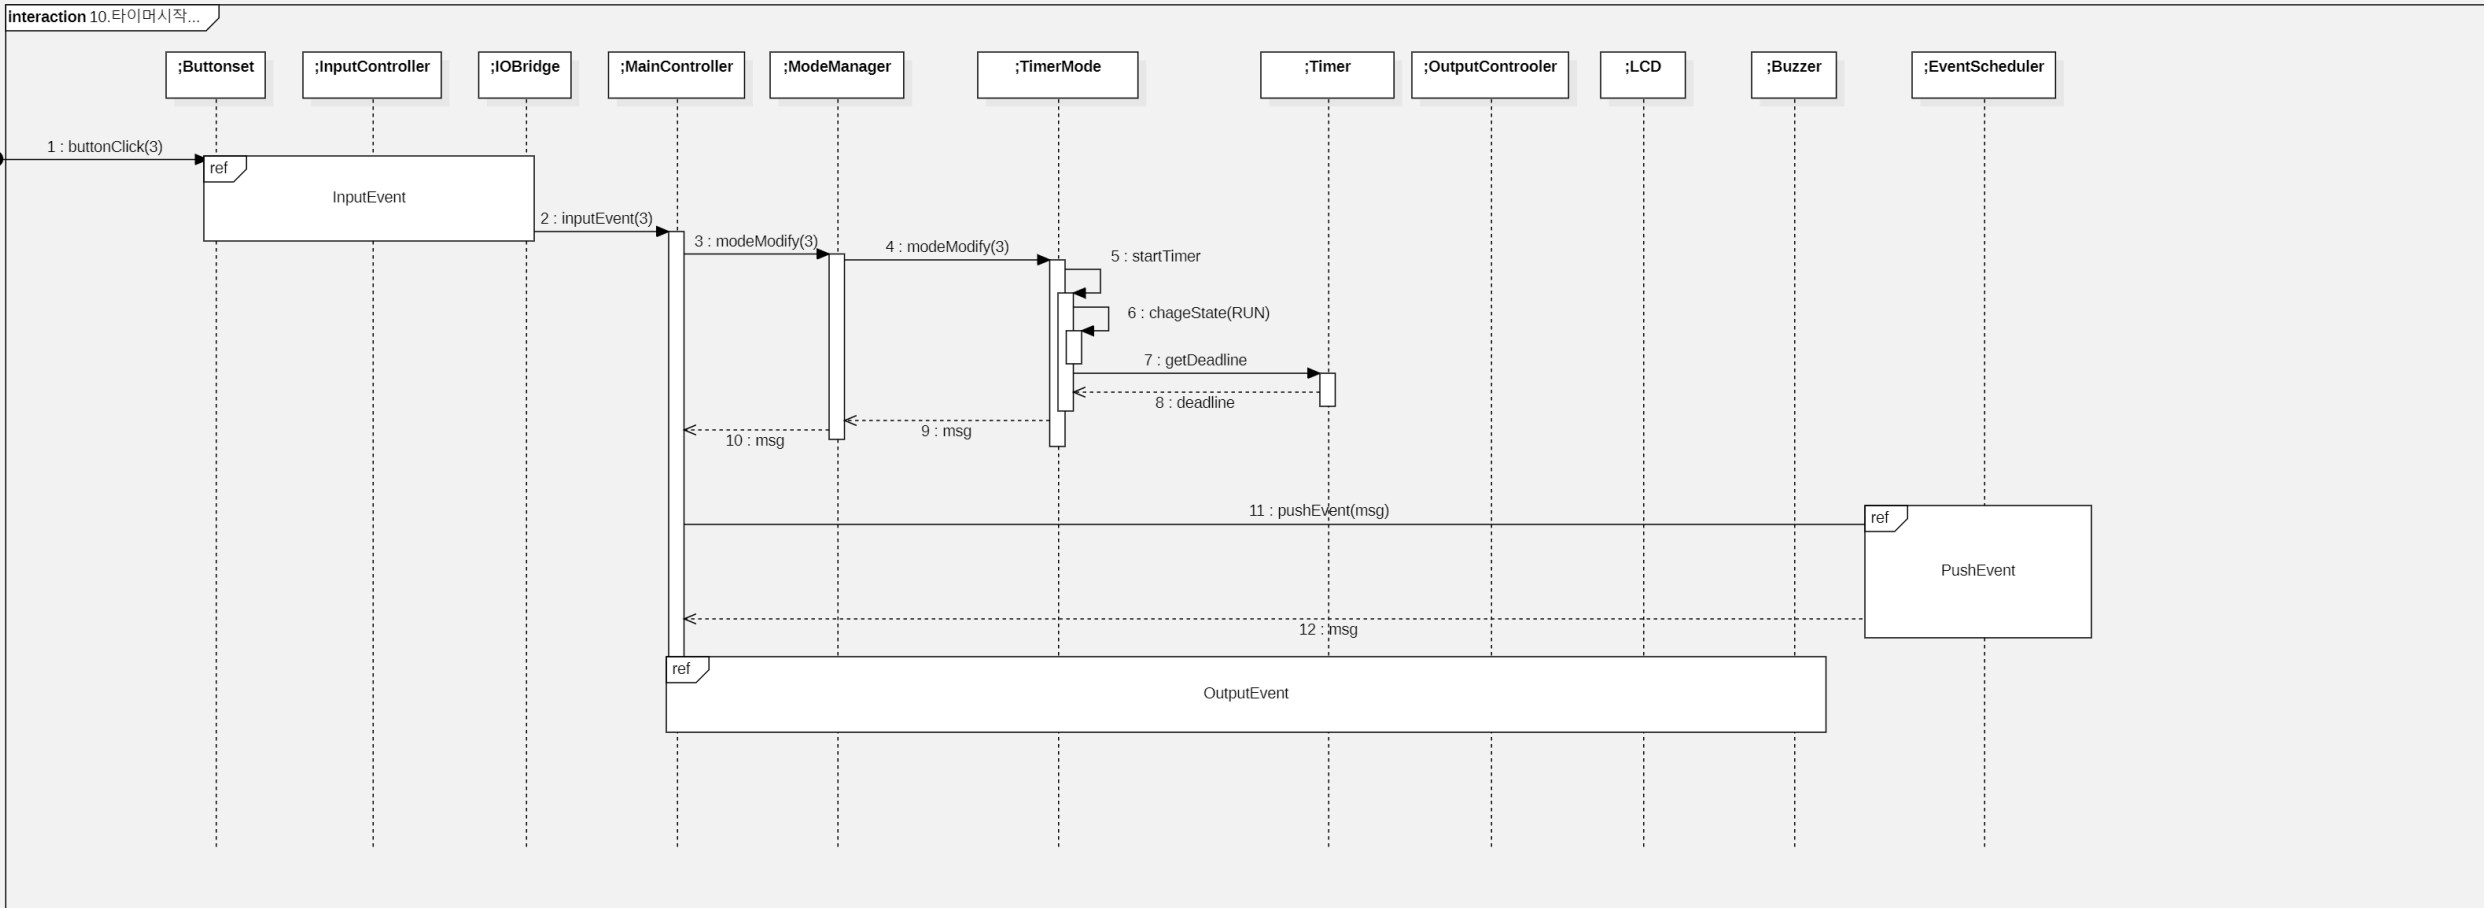 interaction 10.타이머시작...
;Buttonset
;InputController
;IOBridge
;MainController
;ModeManager
;TimerMode
;Timer
;OutputControoler
;LCD
;Buzzer
;EventScheduler
1 : buttonClick(3)
ref
InputEvent
2 : inputEvent(3)
3 : modeModify(3)
4 : modeModify(3)
5 : startTimer
6 : chageState(RUN)
7 : getDeadline
8 : deadline
9 : msg
10 : msg
11 : pushEvent(msg)
ref
PushEvent
12 : msg
ref
OutputEvent